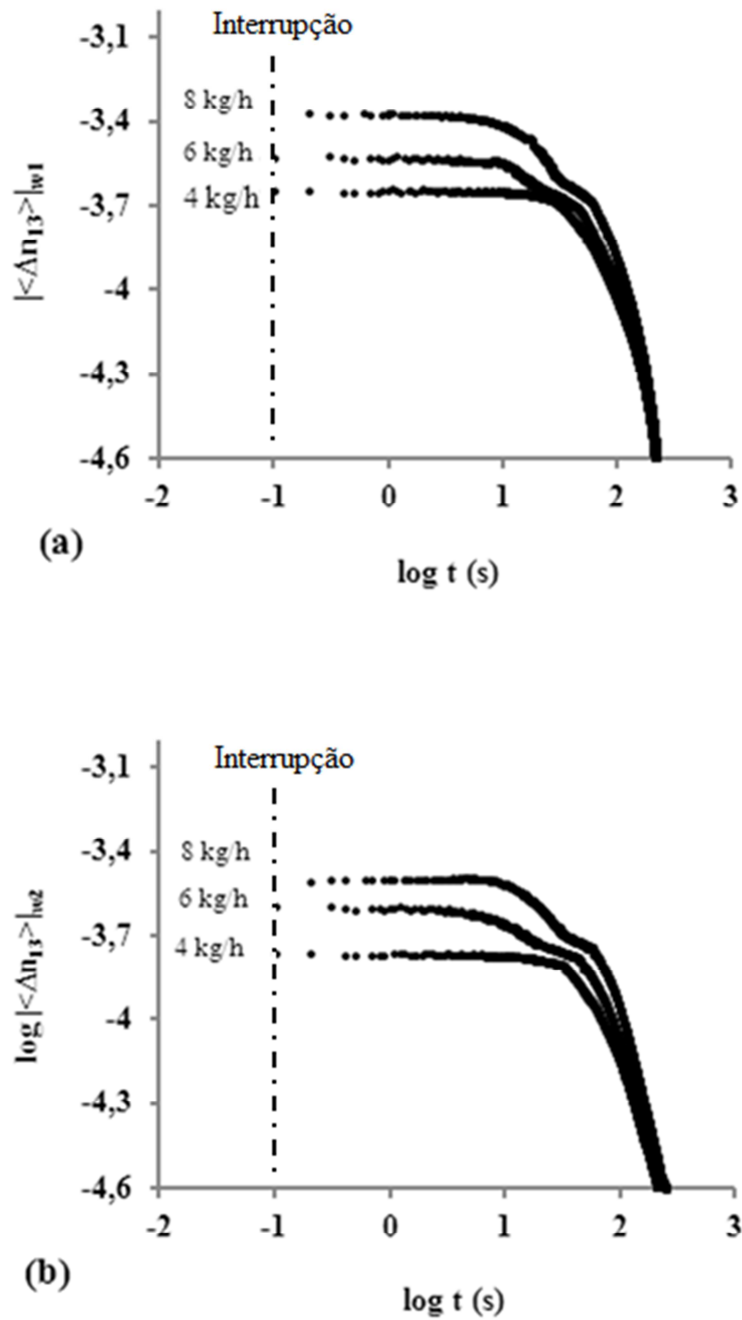 Interrupção
-3,1
8 kg/h
-3,4
6 kg/h
4 kg/h
-3,7
-4
-4,3
-4,6
|<Δn13>|w1
-2 -1 0 1 2 3
(a)
log t (s)
Interrupção
-3,1
8 kg/h
-3,4
6 kg/h
4 kg/h
-3,7
-4
-4,3
-4,6
log|<Δn13>|w2
-2 -1 0 1 2 3
(b)
log t (s)